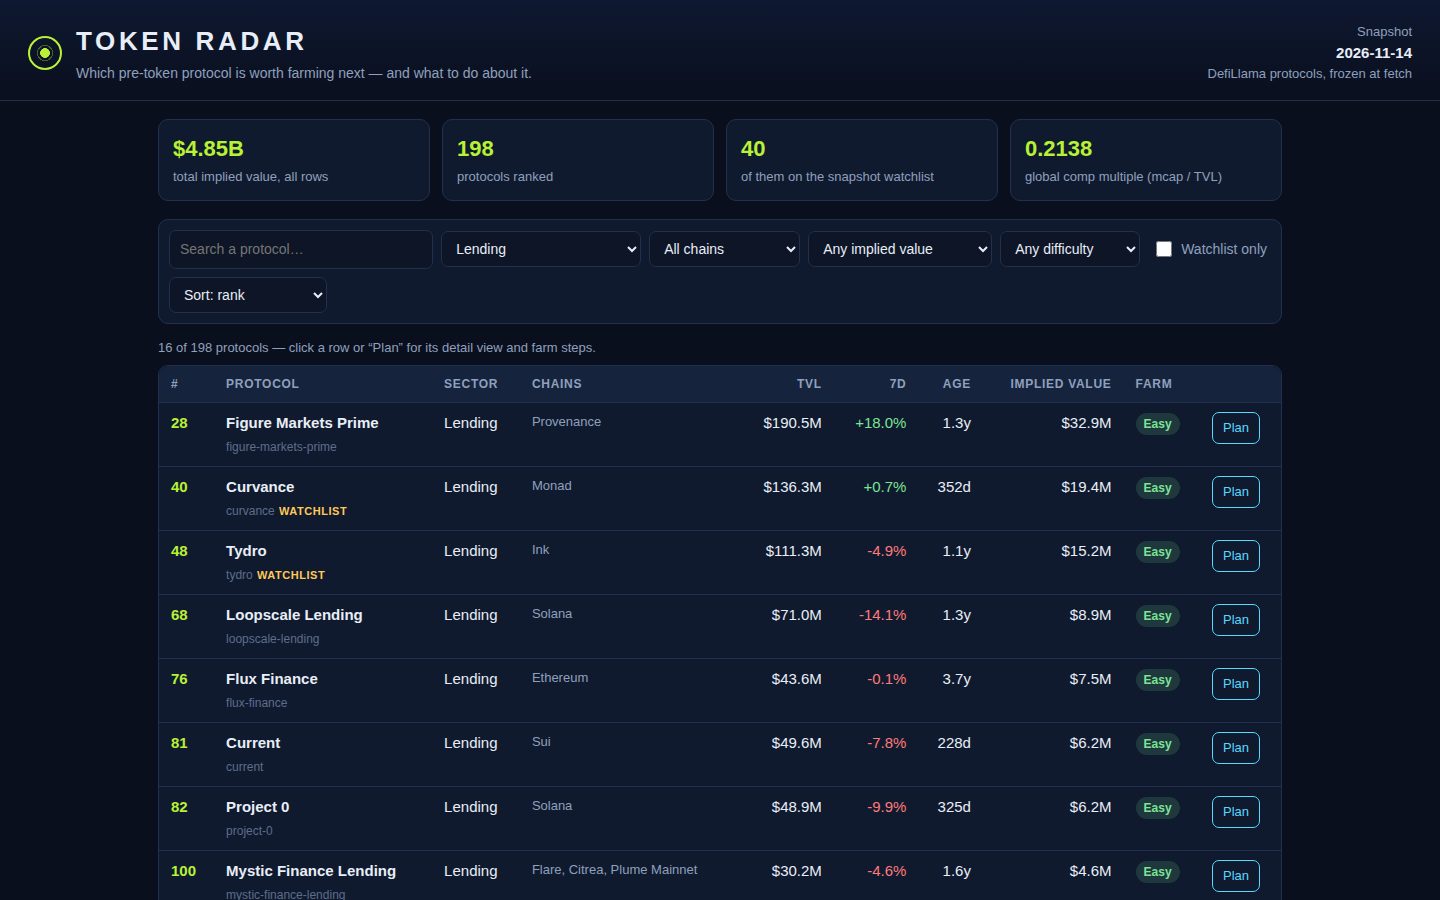 TOKEN RADAR
Which pre-token protocol is worth farming next — and what to do about it.
Snapshot
2026-11-14
DefiLlama protocols, frozen at fetch
$4.85B
total implied value, all rows
198
protocols ranked
40
of them on the snapshot watchlist
0.2138
global comp multiple (mcap / TVL)
Search a protocol… Lending All chains Any implied value Any difficulty Watchlist only
Sort: rank
16 of 198 protocols — click a row or “Plan” for its detail view and farm steps.
# PROTOCOL SECTOR CHAINS TVL 7D AGE IMPLIED VALUE FARM
28 Figure Markets Prime Lending Provenance $190.5M +18.0% 1.3y $32.9M Easy Plan
figure-markets-prime
40 Curvance Lending Monad $136.3M +0.7% 352d $19.4M Easy Plan
curvance WATCHLIST
48 Tydro Lending Ink $111.3M -4.9% 1.1y $15.2M Easy Plan
tydro WATCHLIST
68 Loopscale Lending Lending Solana $71.0M -14.1% 1.3y $8.9M Easy Plan
loopscale-lending
76 Flux Finance Lending Ethereum $43.6M -0.1% 3.7y $7.5M Easy Plan
flux-finance
81 Current Lending Sui $49.6M -7.8% 228d $6.2M Easy Plan
current
82 Project 0 Lending Solana $48.9M -9.9% 325d $6.2M Easy Plan
project-0
100 Mystic Finance Lending Lending Flare, Citrea, Plume Mainnet $30.2M -4.6% 1.6y $4.6M Easy Plan
mystic-finance-lending